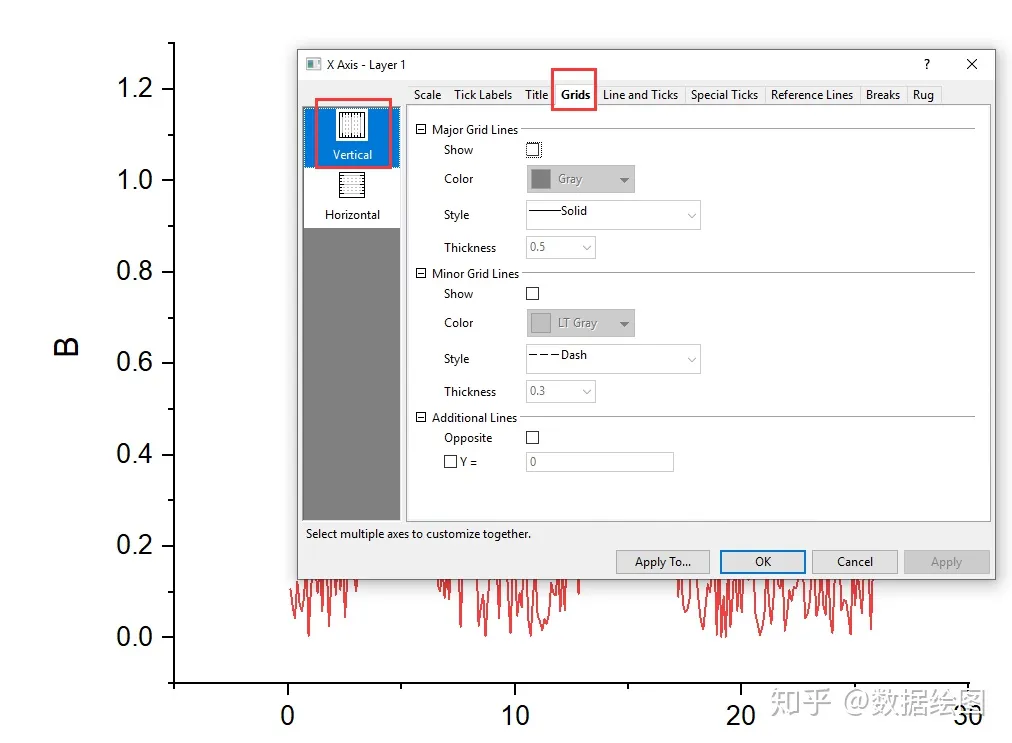 X Axis - Layer 1
?
Scale Tick Labels Title Grids Line and Ticks Special Ticks Reference Lines Breaks Rug
Vertical
Horizontal
Major Grid Lines
Show
Color Gray
Style Solid
Thickness 0.5
Minor Grid Lines
Show
Color LT Gray
Style Dash
Thickness 0.3
Additional Lines
Opposite
Y = 0
Select multiple axes to customize together.
Apply To... OK Cancel Apply
B
1.2
1.0
0.8
0.6
0.4
0.2
0.0
0 10 20 30
知乎 @数据绘图